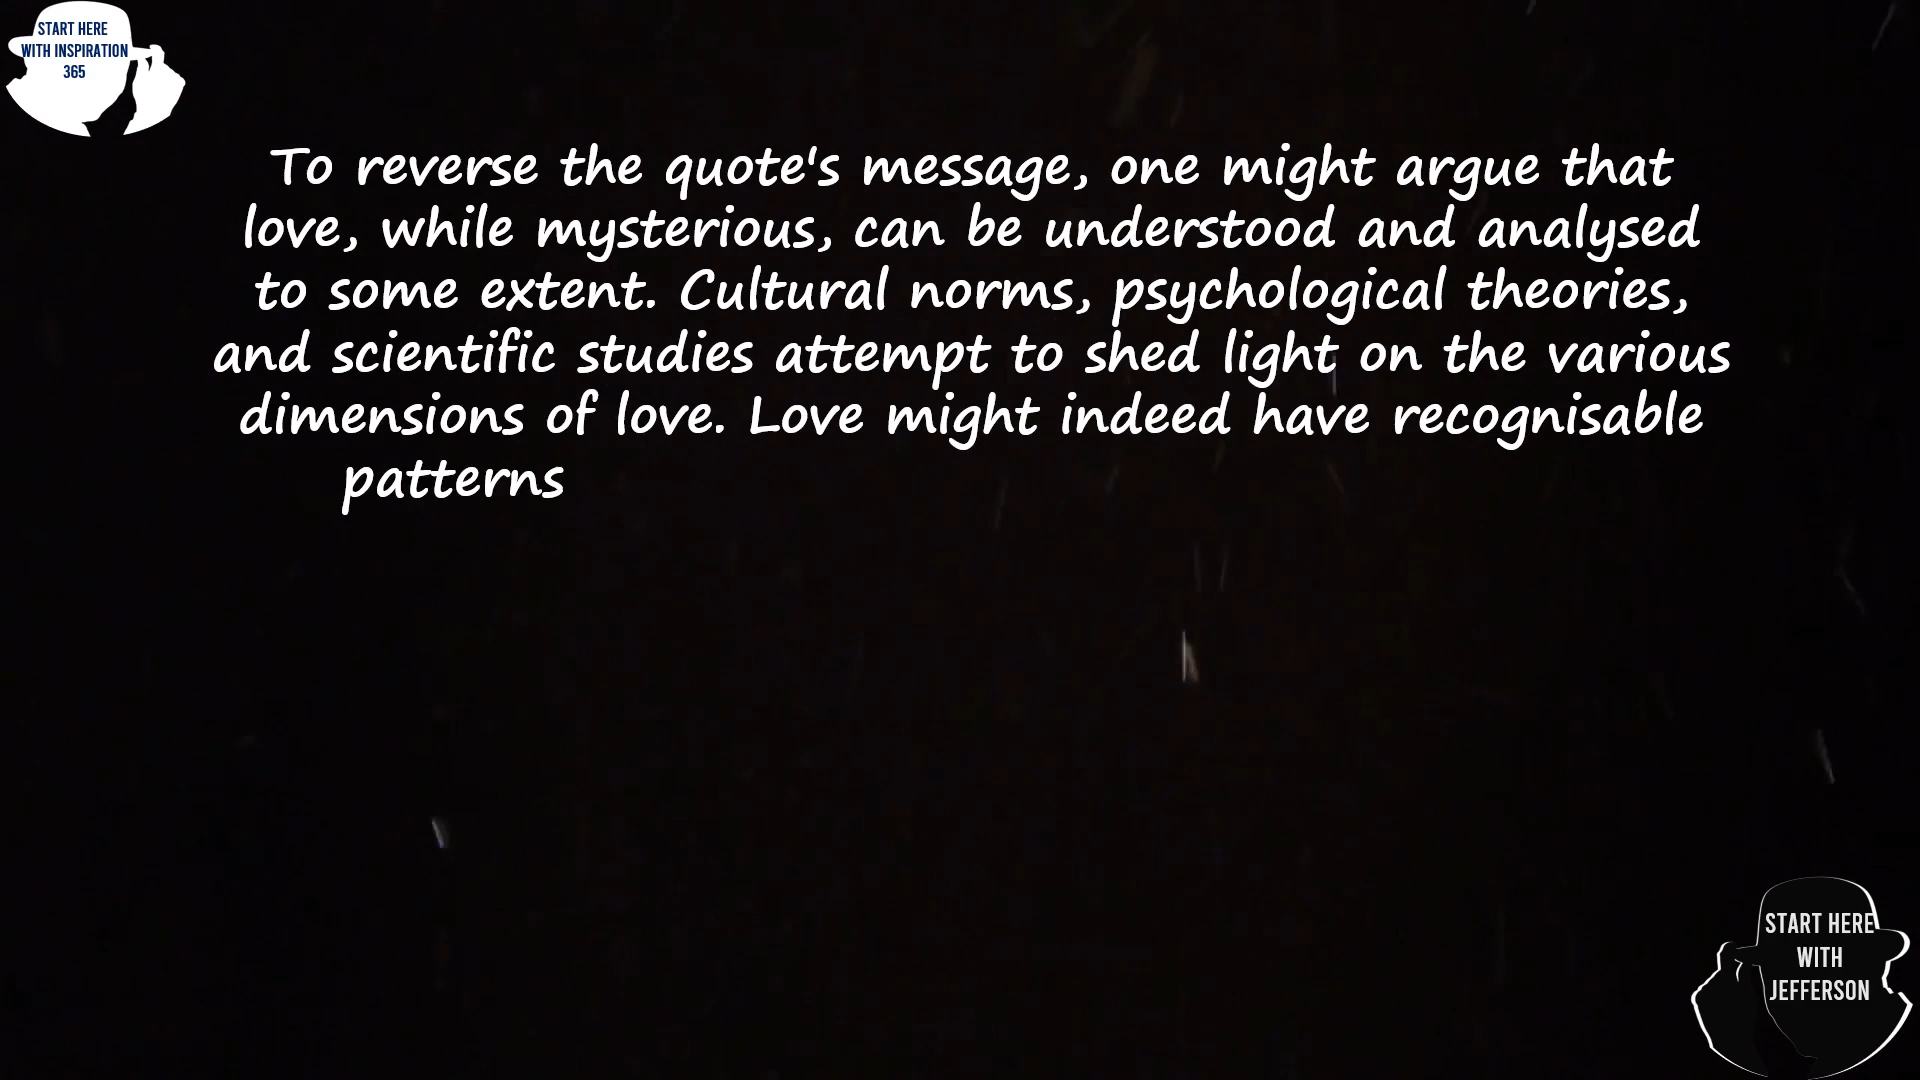 START HERE
WITH INSPIRATION
365
To reverse the quote's message, one might argue that
love, while mysterious, can be understood and analysed
to some extent. Cultural norms, psychological theories,
and scientific studies attempt to shed light on the various
dimensions of love. Love might indeed have recognisable
patterns
START HERE
WITH
JEFFERSON